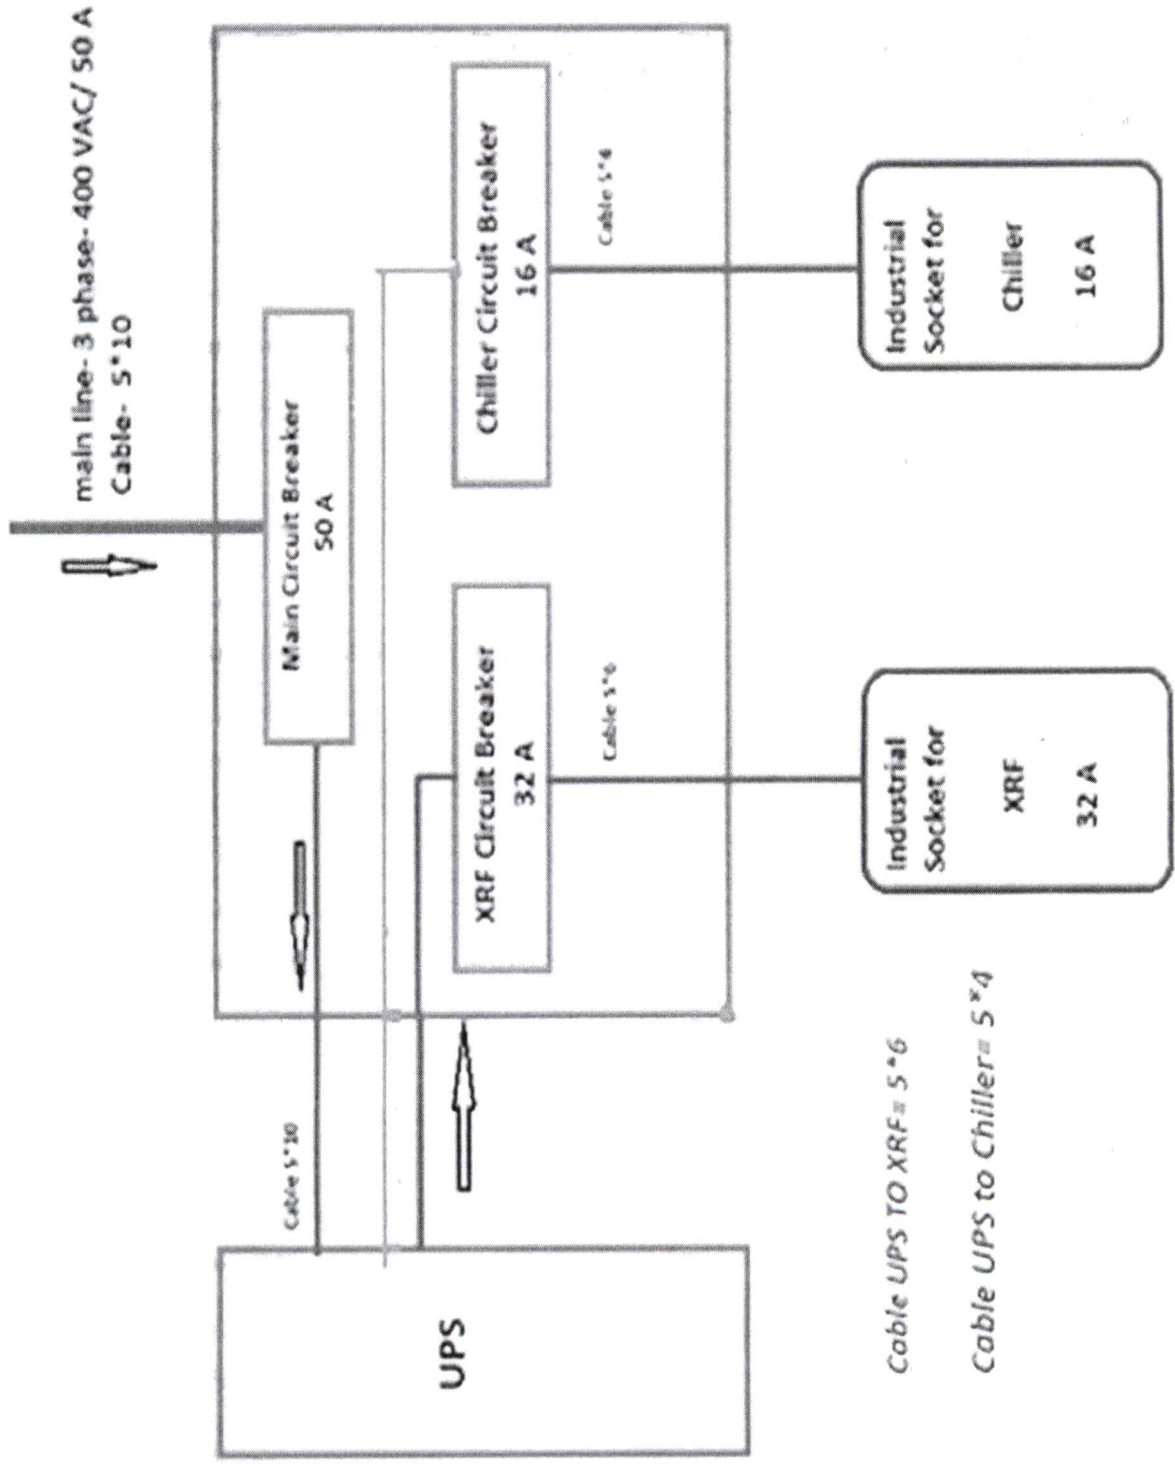 main line- 3 phase- 400 VAC/ 50 A
Cable- 5*10
Main Circuit Breaker
50 A
Cable 5*10
UPS
XRF Circuit Breaker
32 A
Chiller Circuit Breaker
16 A
Cable 5*6
Cable 5*4
Industrial
Socket for
XRF
32 A
Industrial
Socket for
Chiller
16 A
Cable UPS TO XRF= 5*6
Cable UPS to Chiller= 5*4